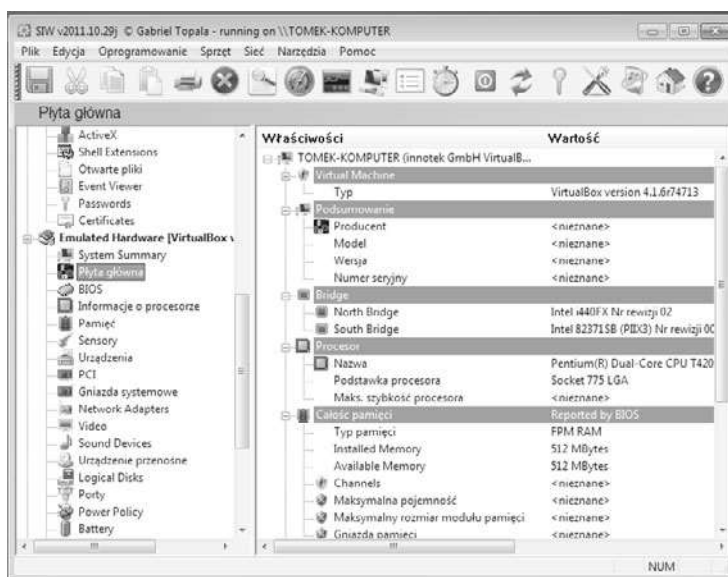 SIW v2011.10.29j © Gabriel Topala - running on \\TOMEK-KOMPUTER
Plik Edycja Oprogramowanie Sprzęt Sieć Narzędzia Pomoc
Płyta główna
ActiveX
Shell Extensions
Otwarte pliki
Event Viewer
Passwords
Certificates
Emulated Hardware [VirtualBox v
System Summary
Płyta główna
BIOS
Informacje o procesorze
Pamięć
Sensory
Urządzenia
PCI
Gniazda systemowe
Network Adapters
Video
Sound Devices
Urządzenie przenośne
Logical Disks
Porty
Power Policy
Battery
Właściwości Wartość
TOMEK-KOMPUTER (innotek GmbH VirtualB...
Virtual Machine
Typ VirtualBox version 4.1.6r74713
Podsumowanie
Producent <nieznane>
Model <nieznane>
Wersja <nieznane>
Numer seryjny <nieznane>
Bridge
North Bridge Intel i440FX Nr rewizji 02
South Bridge Intel 82371SB (PIIX3) Nr rewizji 00
Procesor
Nazwa Pentium(R) Dual-Core CPU T420
Podstawka procesora Socket 775 LGA
Maks. szybkość procesora <nieznane>
Całość pamięci Reported by BIOS
Typ pamięci FPM RAM
Installed Memory 512 MBytes
Available Memory 512 MBytes
Channels <nieznane>
Maksymalna pojemność <nieznane>
Maksymalny rozmiar modułu pamięci <nieznane>
Gniazda pamięci <nieznane>
NUM